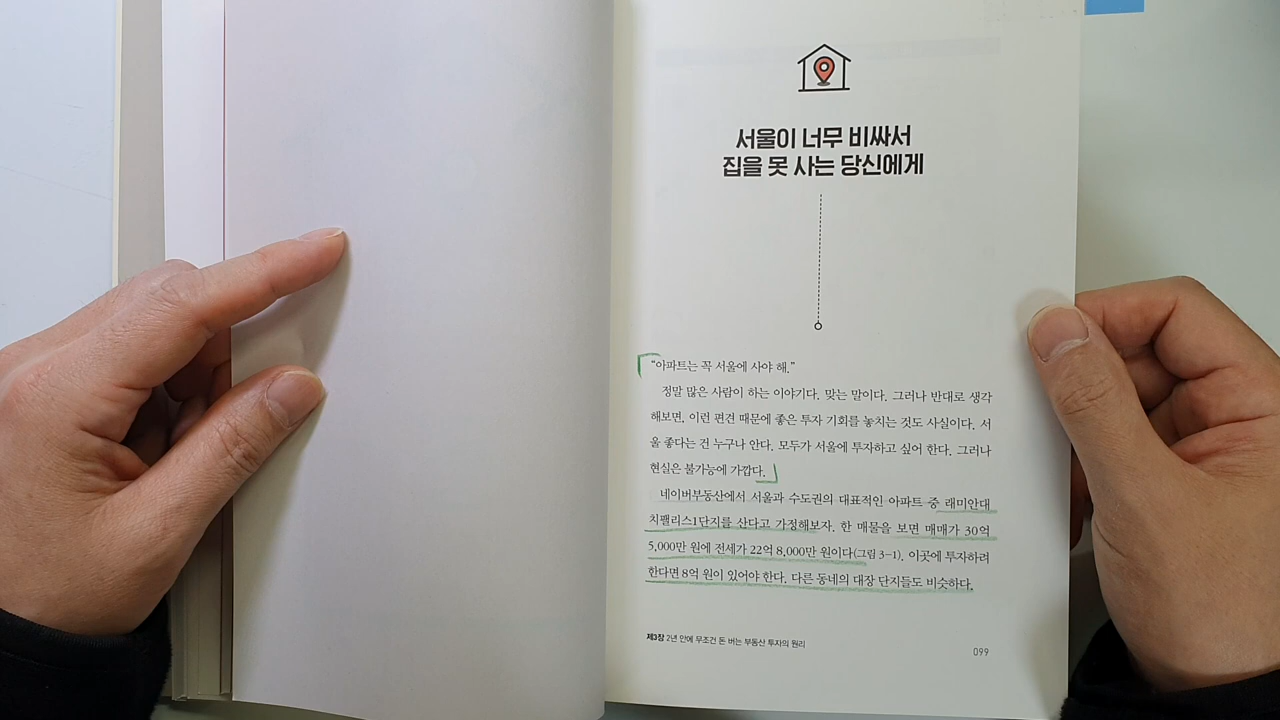 서울이 너무 비싸서
집을 못 사는 당신에게
“아파트는 꼭 서울에 사야 해.”
정말 많은 사람이 하는 이야기다. 맞는 말이다. 그러나 반대로 생각
해보면, 이런 편견 때문에 좋은 투자 기회를 놓치는 것도 사실이다. 서
울 좋다는 건 누구나 안다. 모두가 서울에 투자하고 싶어 한다. 그러나
현실은 불가능에 가깝다.
네이버부동산에서 서울과 수도권의 대표적인 아파트 중 래미안대
치팰리스1단지를 산다고 가정해보자. 한 매물을 보면 매매가 30억
5,000만 원에 전세가 22억 8,000만 원이다(그림 3-1). 이곳에 투자하려
한다면 8억 원이 있어야 한다. 다른 동네의 대장 단지들도 비슷하다.
제3장 2년 안에 무조건 돈 버는 부동산 투자의 원리
099